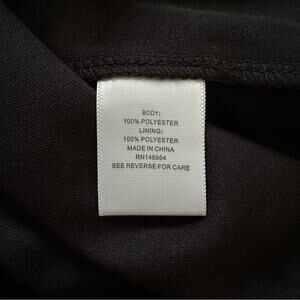 BODY:
100% POLYESTER
LINING:
100% POLYESTER
MADE IN CHINA
RN146964
SEE REVERSE FOR CARE